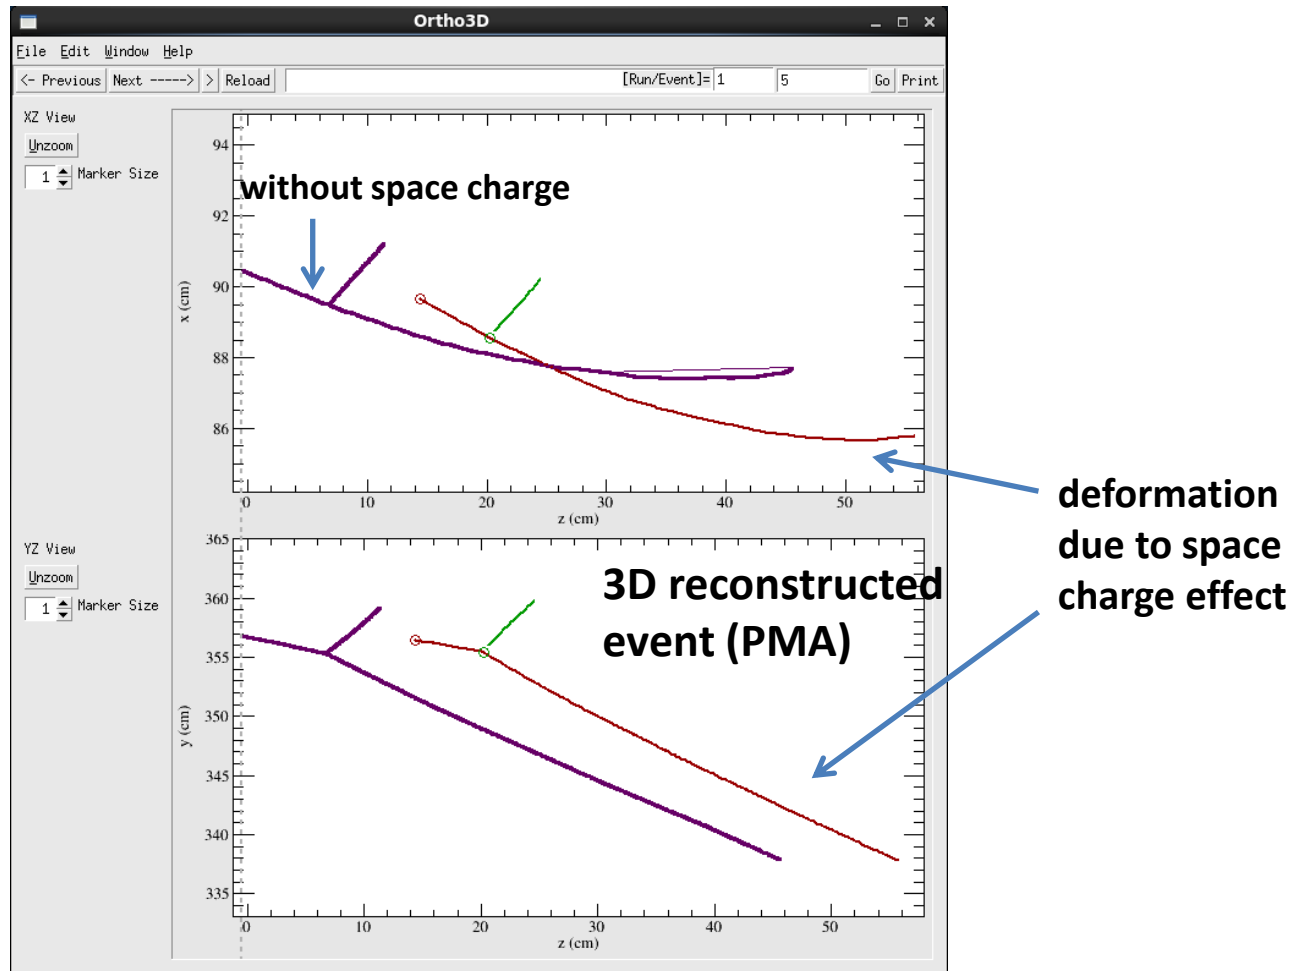 Ortho3D
File Edit Window Help
<- Previous Next -----> > Reload [Run/Event]= 1 5 Go Print
XZ View
Unzoom
1 Marker Size
94
92
90
88
86
x (cm)
without space charge
0 10 20 30 40 50
z (cm)
deformation
due to space
charge effect
YZ View
Unzoom
1 Marker Size
365
360
355
350
345
340
335
y (cm)
3D reconstructed
event (PMA)
0 10 20 30 40 50
z (cm)